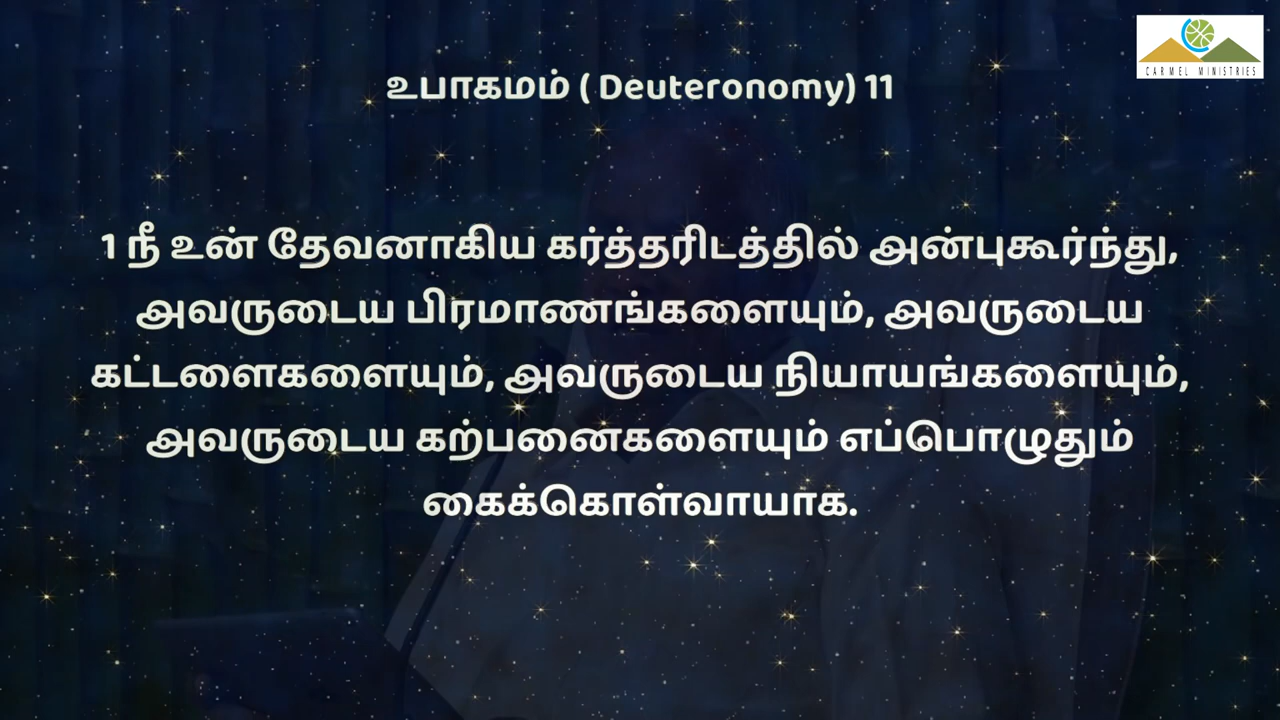 CARMEL MINISTRIES
உபாகமம் ( Deuteronomy) 11
1 நீ உன் தேவனாகிய கர்த்தரிடத்தில் அன்புகூர்ந்து,
அவருடைய பிரமாணங்களையும், அவருடைய
கட்டளைகளையும், அவருடைய நியாயங்களையும்,
அவருடைய கற்பனைகளையும் எப்பொழுதும்
கைக்கொள்வாயாக.